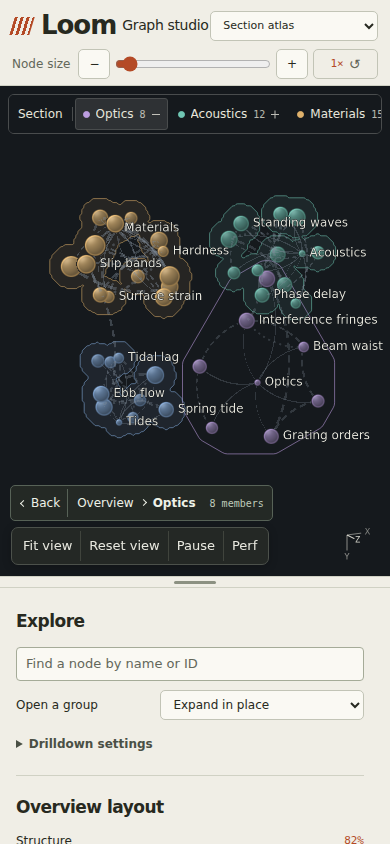 Loom Graph studio Section atlas
Node size − + 1× ↺
Section Optics 8 − Acoustics 12 + Materials 15
Standing waves
Materials
Hardness
Acoustics
Slip bands
Surface strain
Phase delay
Interference fringes
Beam waist
Tidal lag
Optics
Ebb flow
Spring tide
Tides
Grating orders
‹ Back Overview › Optics 8 members
Fit view Reset view Pause Perf
X
Z
Y
Explore
Find a node by name or ID
Open a group Expand in place
Drilldown settings
Overview layout
Structure 82%